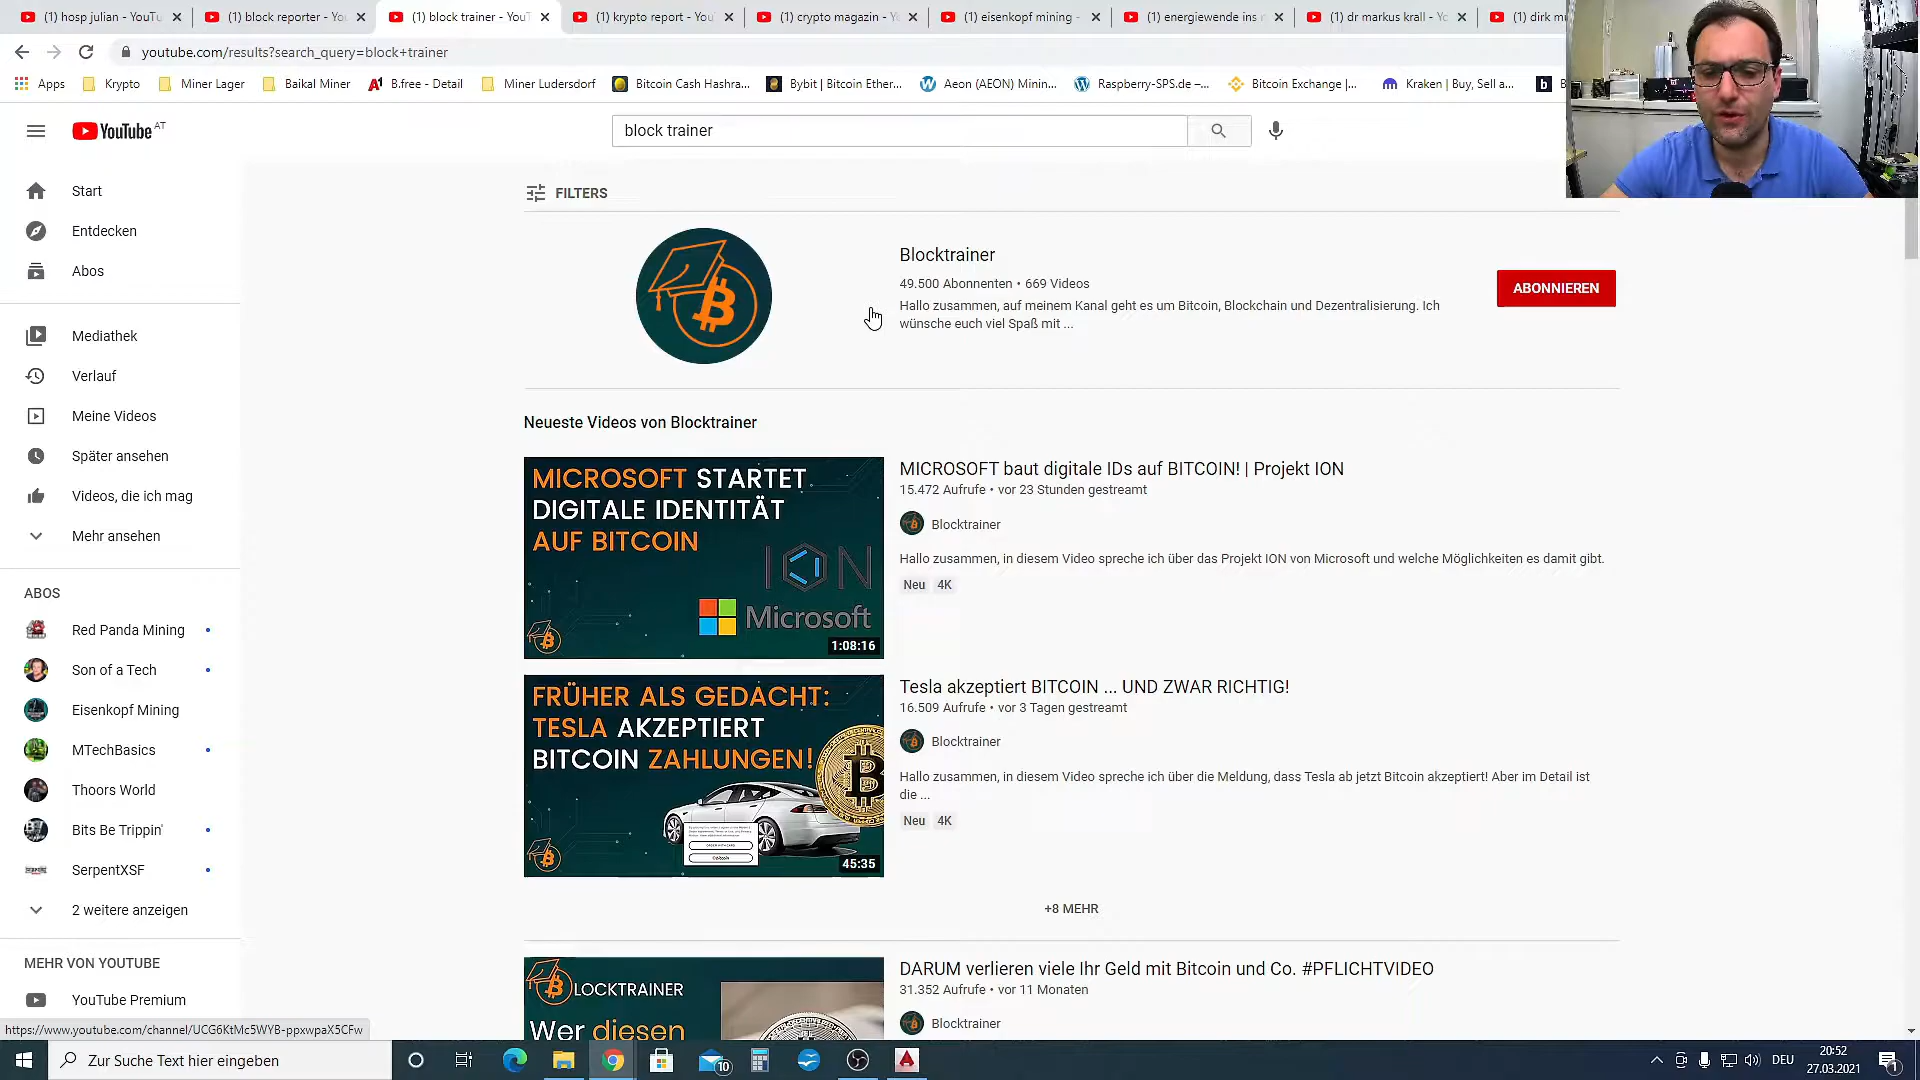 (1) hosp julian - YouTu
(1) block reporter - You
(1) block trainer - YouT
(1) krypto report - You
(1) crypto magazin - Yo
(1) eisenkopf mining -
(1) energiewende ins n
(1) dr markus krall - Yo
(1) dirk m
youtube.com/results?search_query=block+trainer
Apps
Krypto
Miner Lager
Baikal Miner
B.free - Detail
Miner Ludersdorf
Bitcoin Cash Hashra...
Bybit | Bitcoin Ether...
Aeon (AEON) Minin...
Raspberry-SPS.de –...
Bitcoin Exchange |...
Kraken | Buy, Sell a...
YouTube AT
block trainer
Start
Entdecken
Abos
Mediathek
Verlauf
Meine Videos
Später ansehen
Videos, die ich mag
Mehr ansehen
ABOS
Red Panda Mining
Son of a Tech
Eisenkopf Mining
MTechBasics
Thoors World
Bits Be Trippin'
SerpentXSF
2 weitere anzeigen
MEHR VON YOUTUBE
YouTube Premium
https://www.youtube.com/channel/UCG6KtMc5WYB-ppxwpaX5CFw
FILTERS
Blocktrainer
49.500 Abonnenten • 669 Videos
Hallo zusammen, auf meinem Kanal geht es um Bitcoin, Blockchain und Dezentralisierung. Ich
wünsche euch viel Spaß mit ...
ABONNIEREN
Neueste Videos von Blocktrainer
MICROSOFT STARTET
DIGITALE IDENTITÄT
AUF BITCOIN
ION
Microsoft
1:08:16
MICROSOFT baut digitale IDs auf BITCOIN! | Projekt ION
15.472 Aufrufe • vor 23 Stunden gestreamt
Blocktrainer
Hallo zusammen, in diesem Video spreche ich über das Projekt ION von Microsoft und welche Möglichkeiten es damit gibt.
Neu 4K
FRÜHER ALS GEDACHT:
TESLA AKZEPTIERT
BITCOIN ZAHLUNGEN!
45:35
Tesla akzeptiert BITCOIN ... UND ZWAR RICHTIG!
16.509 Aufrufe • vor 3 Tagen gestreamt
Blocktrainer
Hallo zusammen, in diesem Video spreche ich über die Meldung, dass Tesla ab jetzt Bitcoin akzeptiert! Aber im Detail ist
die ...
Neu 4K
+8 MEHR
LOCKTRAINER
Wer diesen
DARUM verlieren viele Ihr Geld mit Bitcoin und Co. #PFLICHTVIDEO
31.352 Aufrufe • vor 11 Monaten
Blocktrainer
Zur Suche Text hier eingeben
10
DEU
20:52
27.03.2021
1